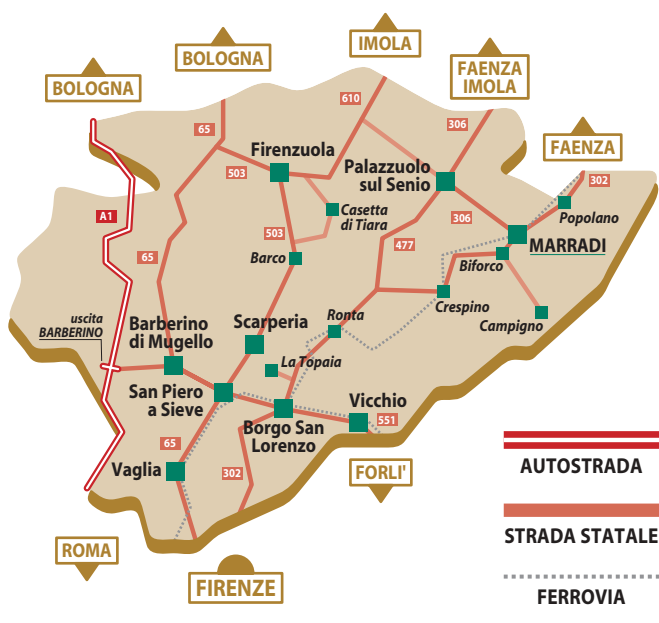 IMOLA
BOLOGNA
FAENZA
IMOLA
BOLOGNA
610
306
65
Firenzuola
FAENZA
503
Palazzuolo
sul Senio
302
A1
Casetta
di Tiara
306
Popolano
503
477
MARRADI
65
Barco
Biforco
Crespino
uscita
BARBERINO
Barberino
di Mugello
Scarperia
Ronta
Campigno
La Topaia
San Piero
a Sieve
Vicchio
Borgo San
Lorenzo
551
65
Vaglia
302
FORLI'
AUTOSTRADA
STRADA STATALE
ROMA
FIRENZE
FERROVIA